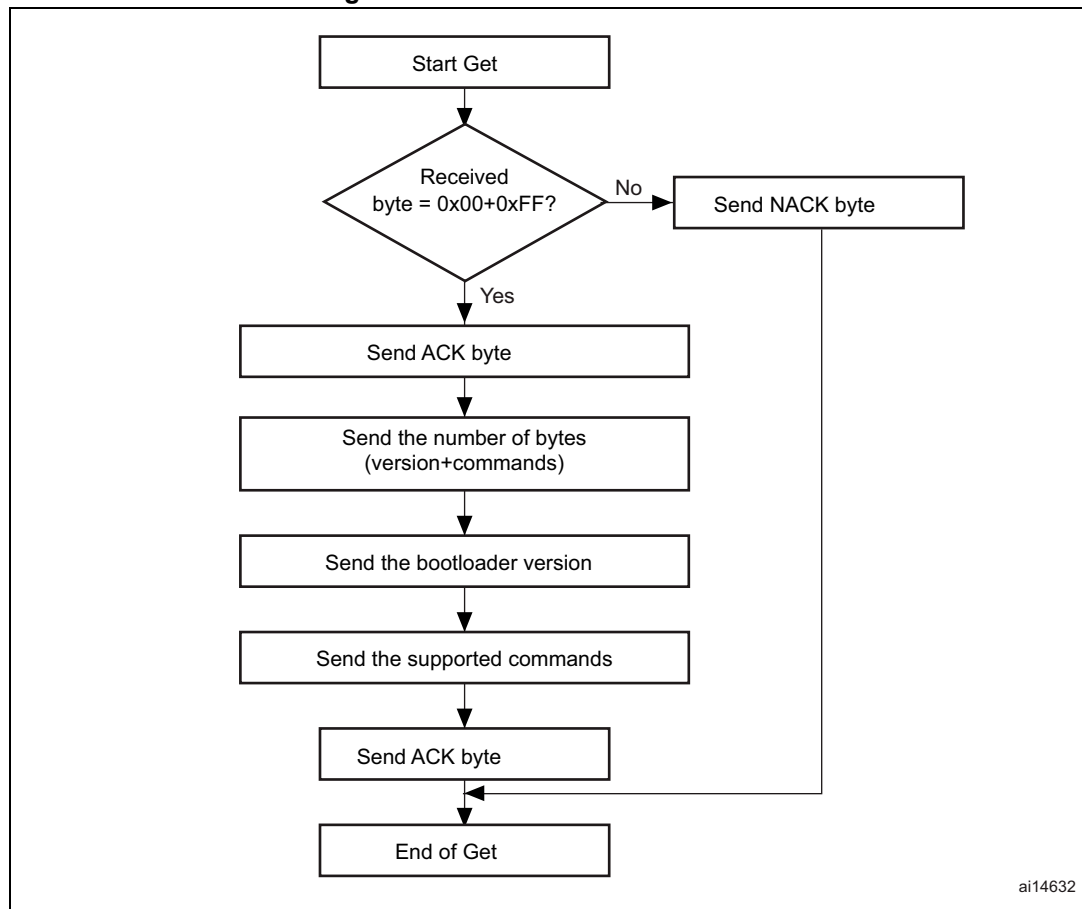 Start Get
Received
byte = 0x00+0xFF?
No
Send NACK byte
Yes
Send ACK byte
Send the number of bytes
(version+commands)
Send the bootloader version
Send the supported commands
Send ACK byte
End of Get
ai14632